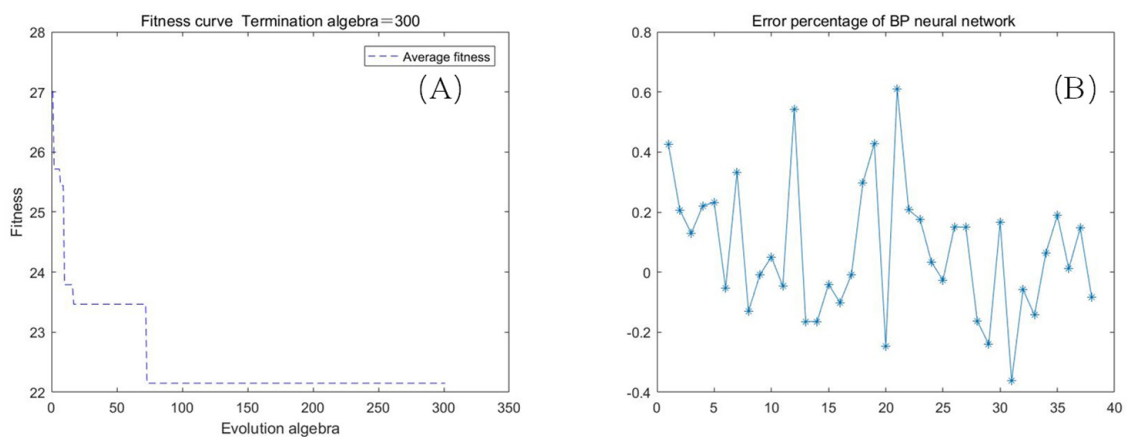 Fitness curve Termination algebra=300
Average fitness
(A)
28
27
26
25
24
23
22
Fitness
0 50 100 150 200 250 300 350
Evolution algebra
Error percentage of BP neural network
(B)
0.8
0.6
0.4
0.2
0
-0.2
-0.4
0 5 10 15 20 25 30 35 40